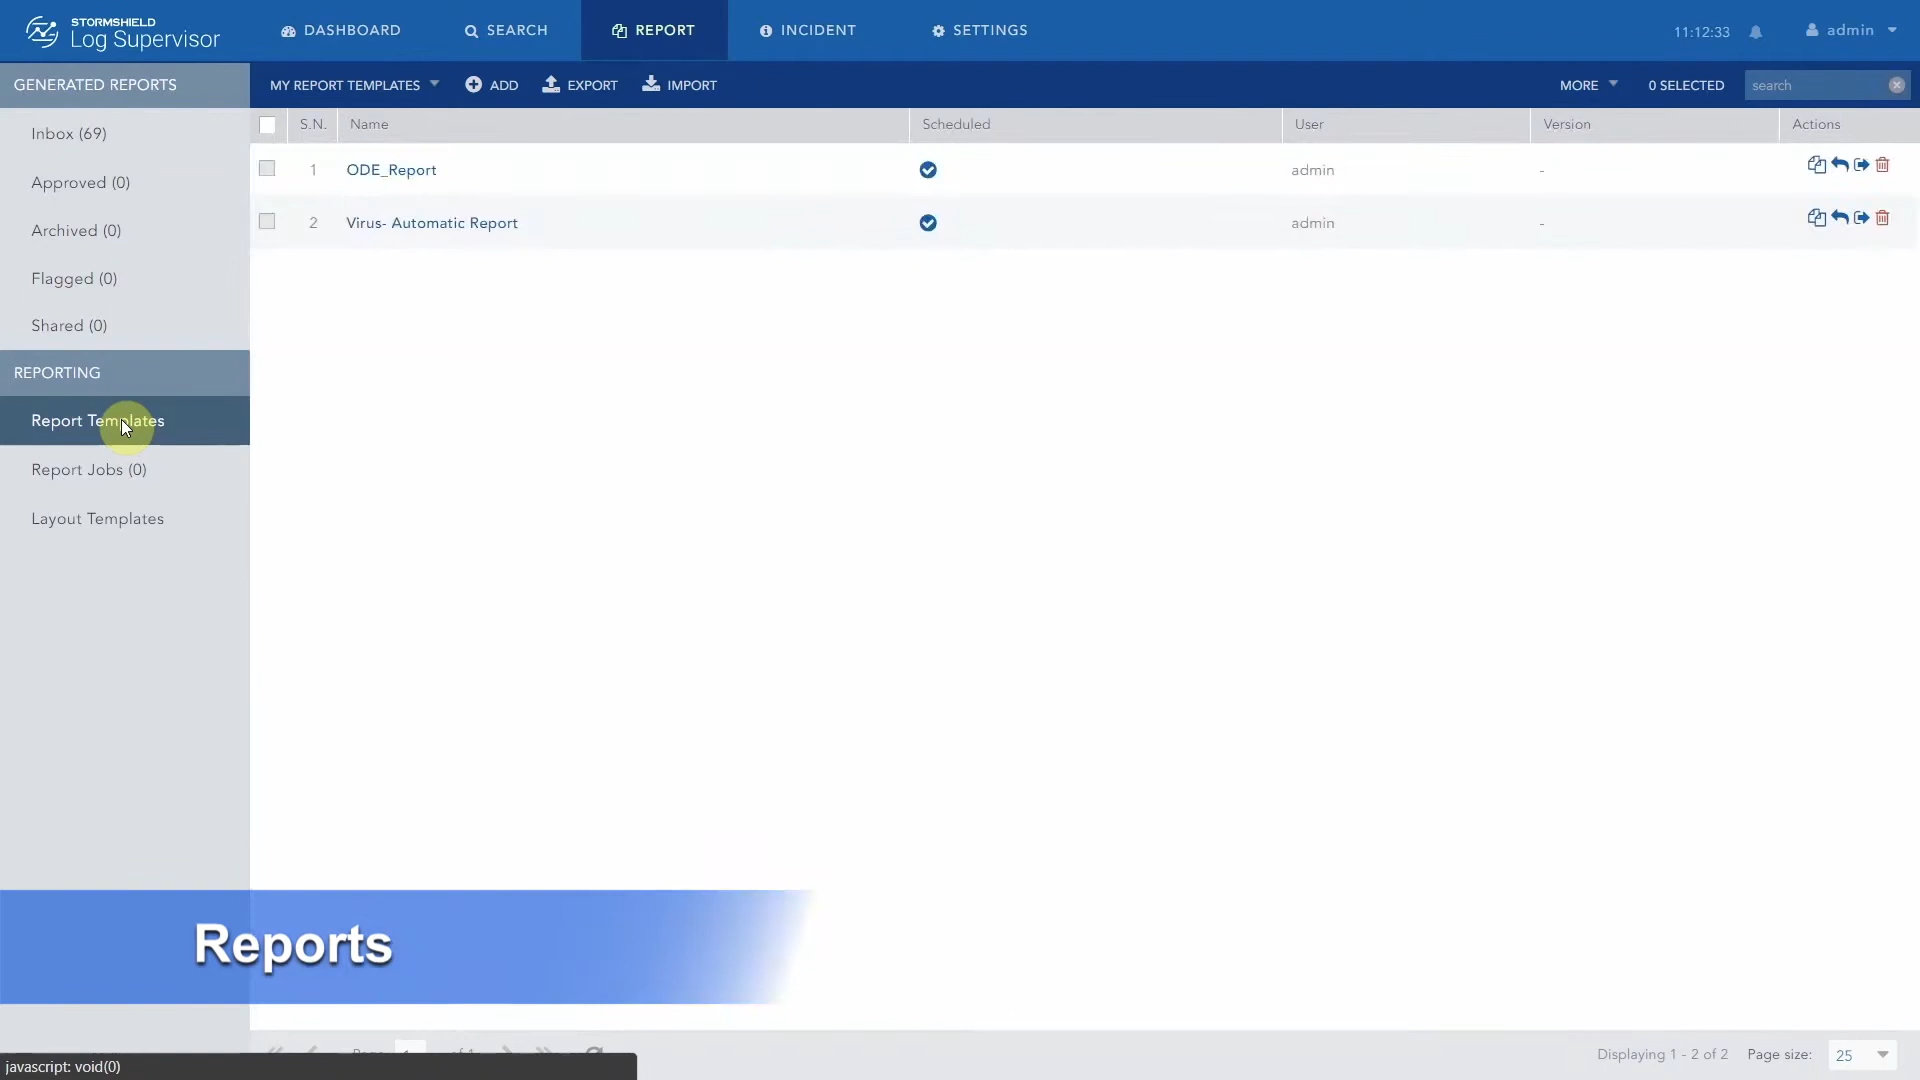 STORMSHIELD
Log Supervisor
DASHBOARD SEARCH REPORT INCIDENT SETTINGS 11:12:33 admin
GENERATED REPORTS
MY REPORT TEMPLATES ADD EXPORT IMPORT MORE 0 SELECTED search
S.N. Name Scheduled User Version Actions
1 ODE_Report admin -
2 Virus- Automatic Report admin -
Inbox (69)
Approved (0)
Archived (0)
Flagged (0)
Shared (0)
REPORTING
Report Templates
Report Jobs (0)
Layout Templates
Reports
Displaying 1 - 2 of 2 Page size: 25
javascript: void(0)